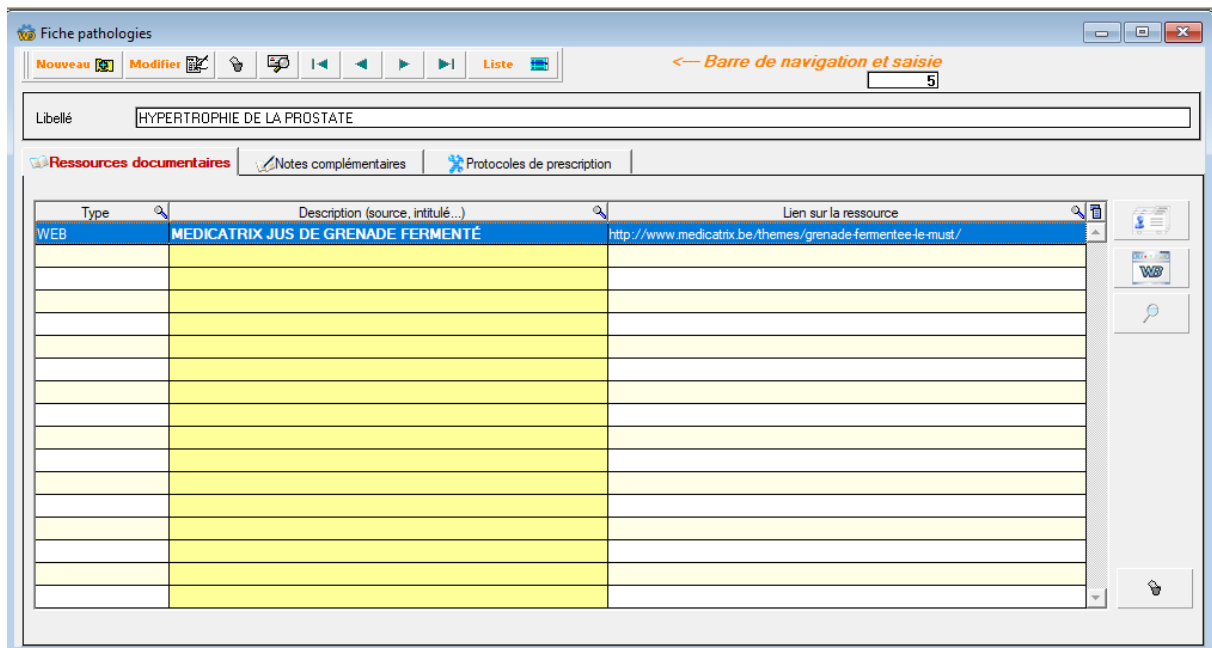 Fiche pathologies
Nouveau Modifier Liste <--- Barre de navigation et saisie
5
Libellé HYPERTROPHIE DE LA PROSTATE
Ressources documentaires Notes complémentaires Protocoles de prescription
Type Description (source, intitulé...) Lien sur la ressource
WEB MEDICATRIX JUS DE GRENADE FERMENTÉ http://www.medicatrix.be/themes/grenade-fermentee-le-must/
WB